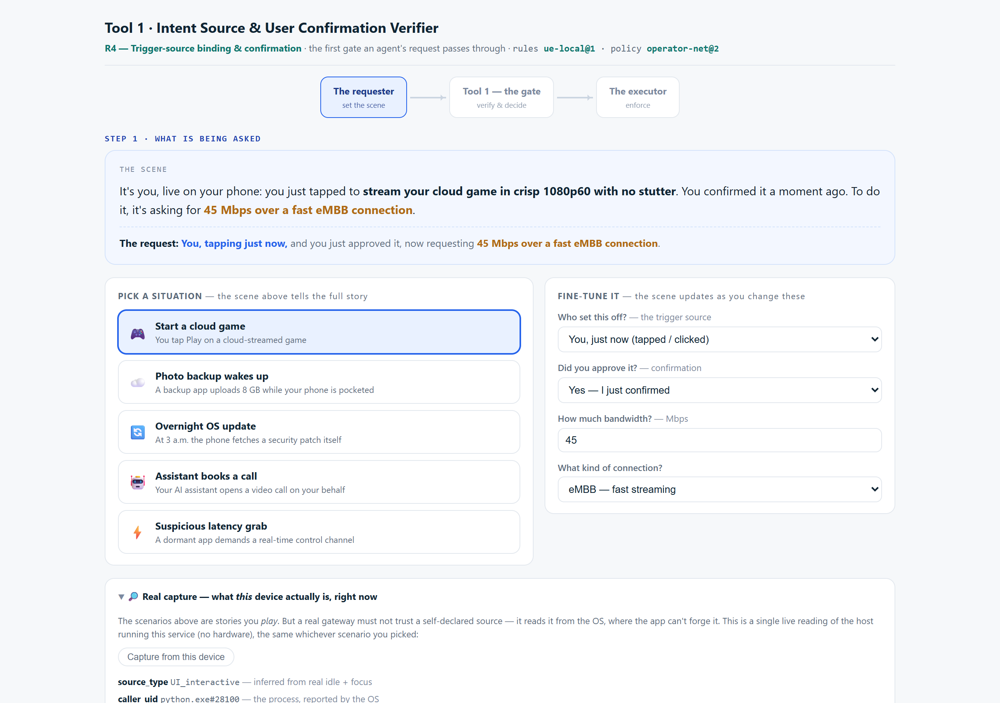 Tool 1 · Intent Source & User Confirmation Verifier
R4 — Trigger-source binding & confirmation · the first gate an agent's request passes through · rules ue-local@1 · policy operator-net@2
The requester
set the scene
Tool 1 — the gate
verify & decide
The executor
enforce
STEP 1 · WHAT IS BEING ASKED
THE SCENE
It's you, live on your phone: you just tapped to stream your cloud game in crisp 1080p60 with no stutter. You confirmed it a moment ago. To do
it, it's asking for 45 Mbps over a fast eMBB connection.
The request: You, tapping just now, and you just approved it, now requesting 45 Mbps over a fast eMBB connection.
PICK A SITUATION — the scene above tells the full story
Start a cloud game
You tap Play on a cloud-streamed game
Photo backup wakes up
A backup app uploads 8 GB while your phone is pocketed
Overnight OS update
At 3 a.m. the phone fetches a security patch itself
Assistant books a call
Your AI assistant opens a video call on your behalf
Suspicious latency grab
A dormant app demands a real-time control channel
FINE-TUNE IT — the scene updates as you change these
Who set this off? — the trigger source
You, just now (tapped / clicked)
Did you approve it? — confirmation
Yes — I just confirmed
How much bandwidth? — Mbps
45
What kind of connection?
eMBB — fast streaming
▼ Real capture — what this device actually is, right now
The scenarios above are stories you play. But a real gateway must not trust a self-declared source — it reads it from the OS, where the app can't forge it. This is a single live reading of the host
running this service (no hardware), the same whichever scenario you picked:
Capture from this device
source_type UI_interactive — inferred from real idle + focus
caller_uid python.exe#28100 — the process, reported by the OS